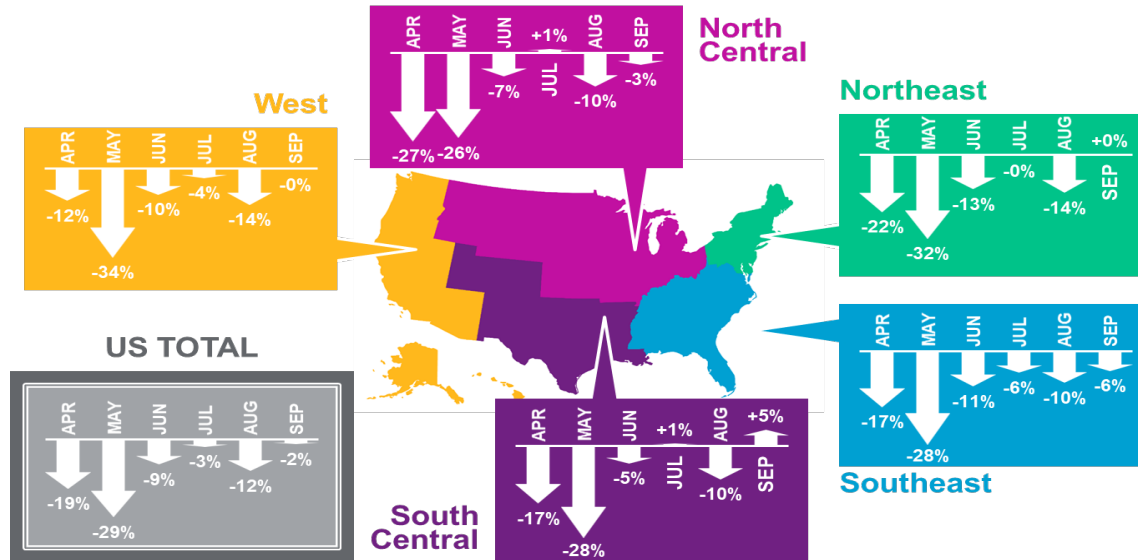 North
Central
APR MAY JUN +1% AUG SEP
JUL
-7% -10% -3%
-27% -26%
West
APR MAY JUN JUL AUG SEP
-12% -10% -4% -14% -0%
-34%
Northeast
APR MAY JUN JUL AUG +0%
SEP
-22% -13% -0% -14%
-32%
US TOTAL
APR MAY JUN JUL AUG SEP
-19% -9% -3% -12% -2%
-29%
South
Central
APR MAY JUN +1% AUG +5%
JUL SEP
-17% -5% -10%
-28%
APR MAY JUN JUL AUG SEP
-17% -11% -6% -10% -6%
-28%
Southeast